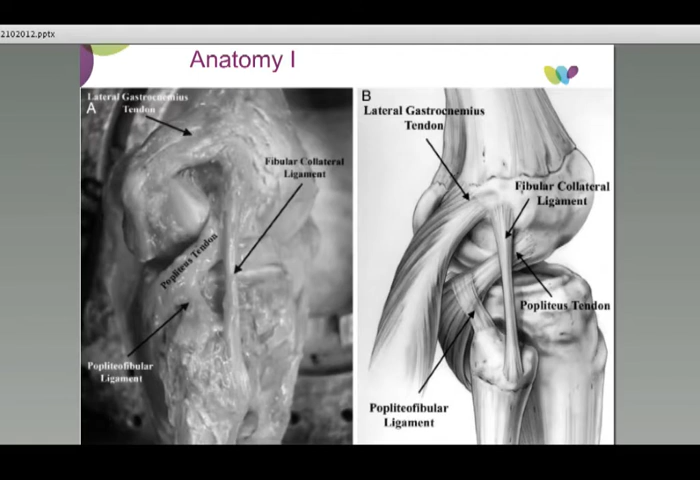 2102012.pptx
Anatomy I
A
Lateral Gastrocnemius
Tendon
Fibular Collateral
Ligament
Popliteus Tendon
Popliteofibular
Ligament
B
Lateral Gastrocnemius
Tendon
Fibular Collateral
Ligament
Popliteus Tendon
Popliteofibular
Ligament